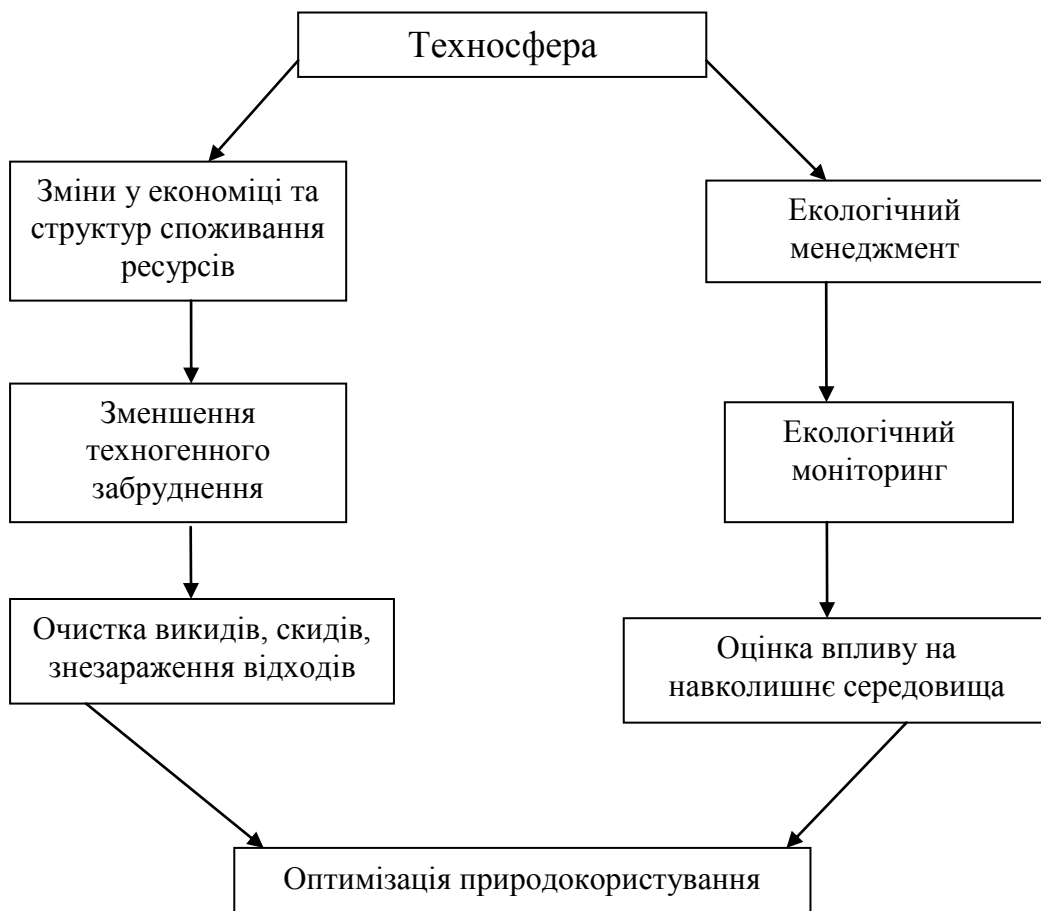 Техносфера
Зміни у економіці та
структур споживання
ресурсів
Екологічний
менеджмент
Зменшення
техногенного
забруднення
Екологічний
моніторинг
Очистка викидів, скидів,
знезараження відходів
Оцінка впливу на
навколишнє середовища
Оптимізація природокористування